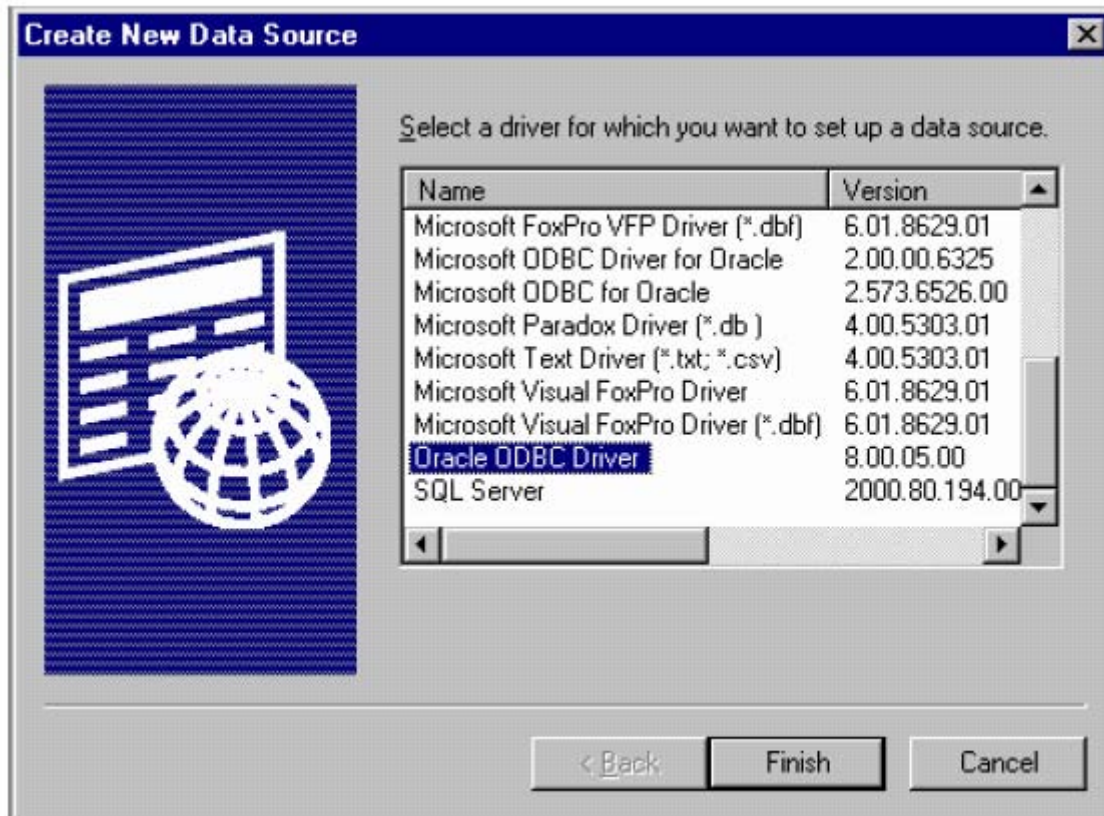 Create New Data Source
Select a driver for which you want to set up a data source.
Name Version
Microsoft FoxPro VFP Driver (*.dbf) 6.01.8629.01
Microsoft ODBC Driver for Oracle 2.00.00.6325
Microsoft ODBC for Oracle 2.573.6526.00
Microsoft Paradox Driver (*.db ) 4.00.5303.01
Microsoft Text Driver (*.txt; *.csv) 4.00.5303.01
Microsoft Visual FoxPro Driver 6.01.8629.01
Microsoft Visual FoxPro Driver (*.dbf) 6.01.8629.01
Oracle ODBC Driver 8.00.05.00
SQL Server 2000.80.194.00
< Back Finish Cancel